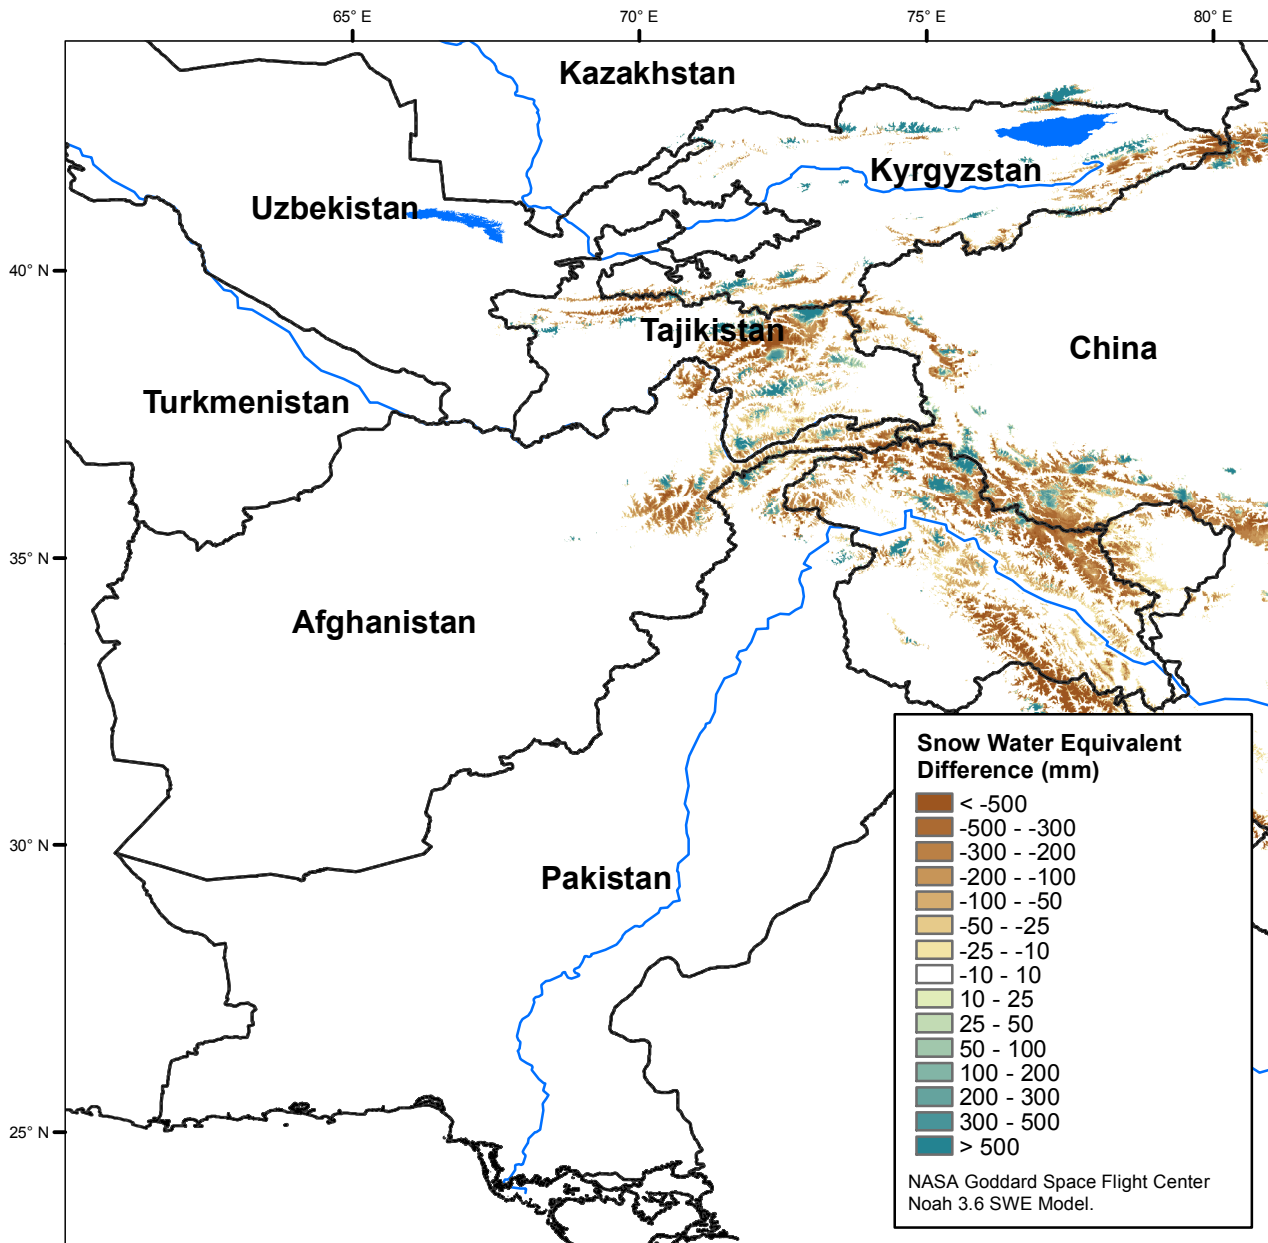 65° E
70° E
75° E
80° E
Kazakhstan
Kyrgyzstan
Uzbekistan
40° N
Tajikistan
China
Turkmenistan
35° N
Afghanistan
30° N
Pakistan
25° N
Snow Water Equivalent
Difference (mm)
< -500
-500 - -300
-300 - -200
-200 - -100
-100 - -50
-50 - -25
-25 - -10
-10 - 10
10 - 25
25 - 50
50 - 100
100 - 200
200 - 300
300 - 500
> 500
NASA Goddard Space Flight Center
Noah 3.6 SWE Model.